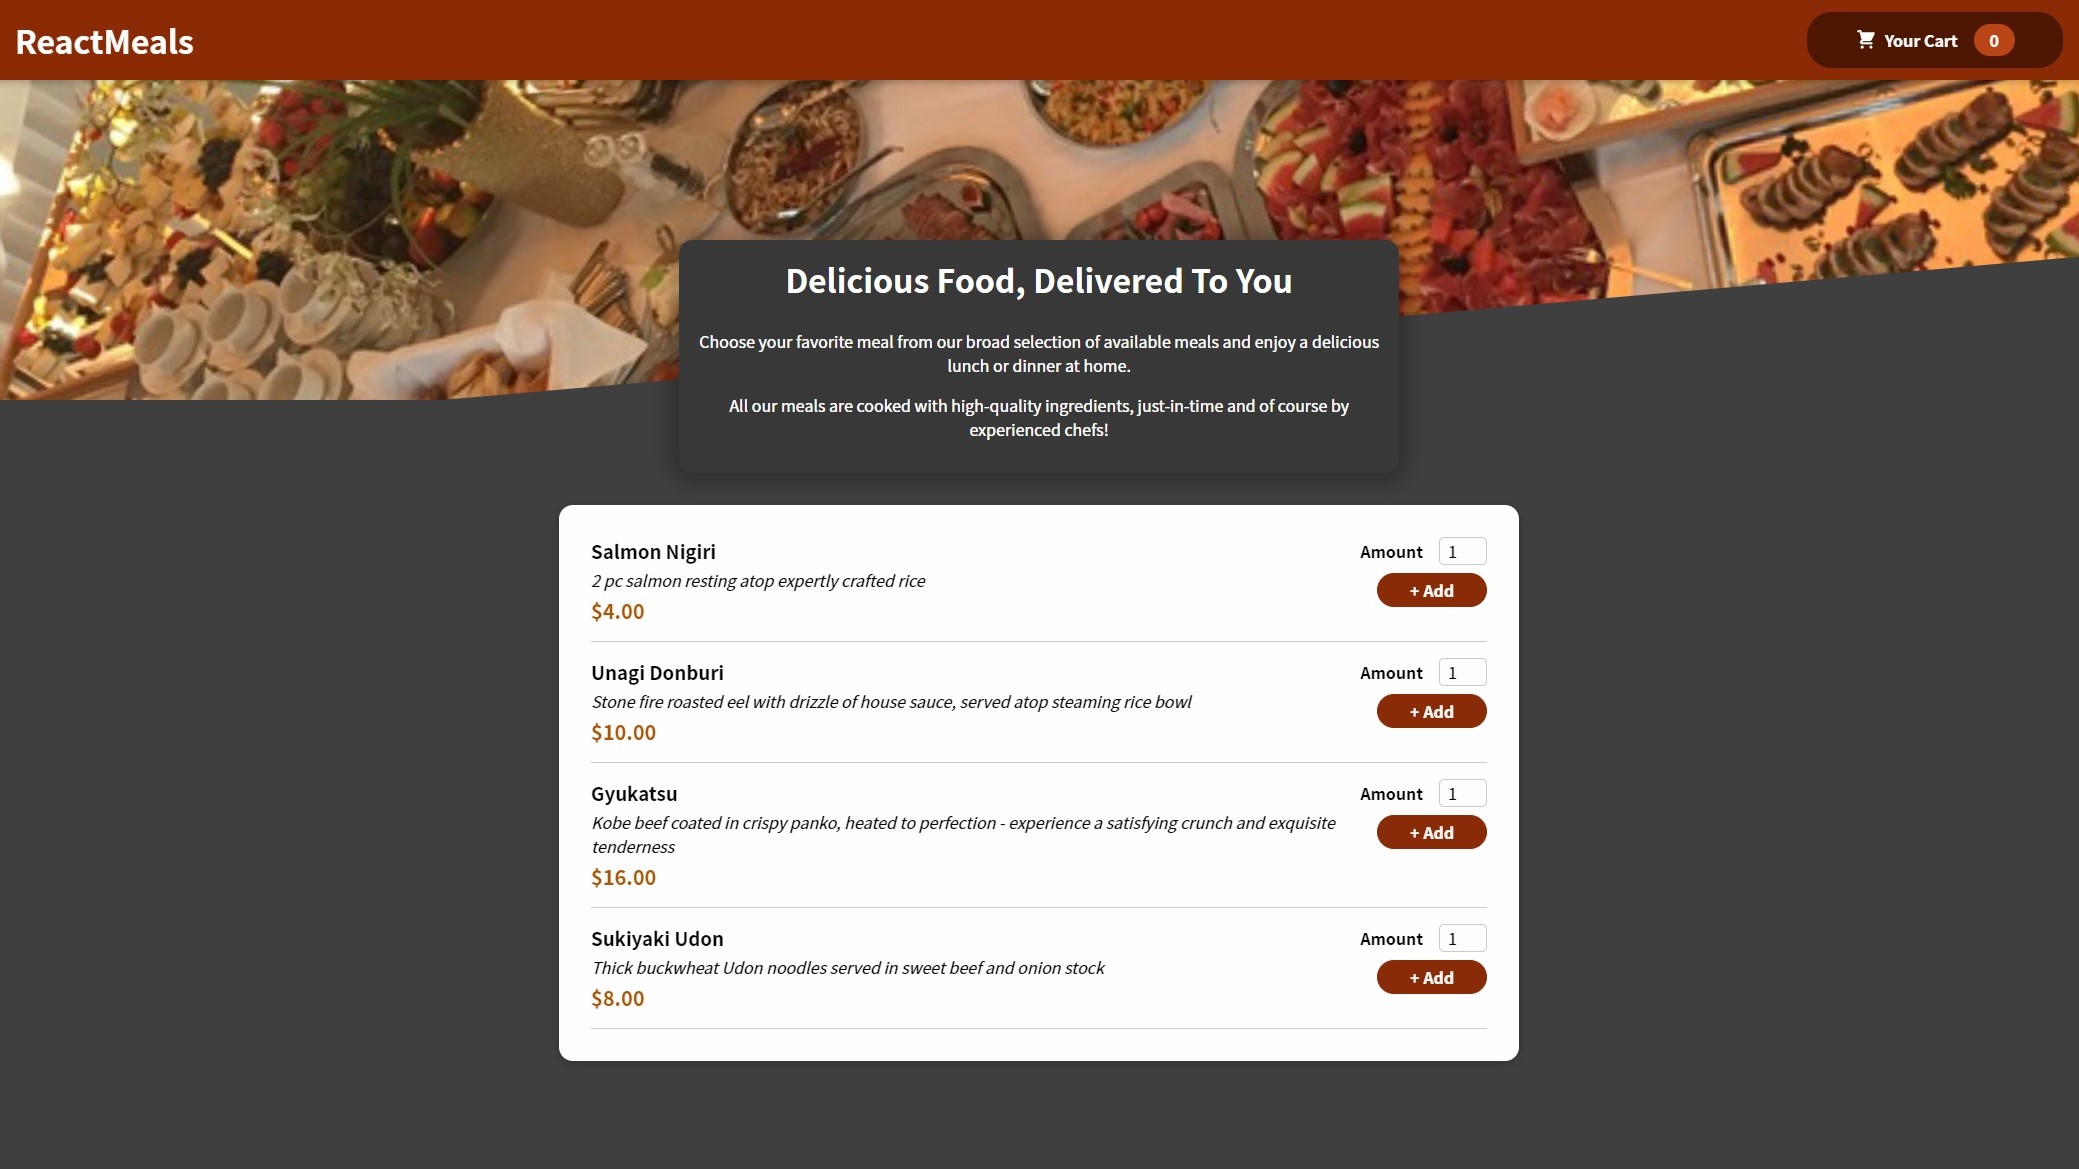 ReactMeals
Your Cart 0
Delicious Food, Delivered To You
Choose your favorite meal from our broad selection of available meals and enjoy a delicious
lunch or dinner at home.
All our meals are cooked with high-quality ingredients, just-in-time and of course by
experienced chefs!
Salmon Nigiri
2 pc salmon resting atop expertly crafted rice
$4.00
Amount 1
+ Add
Unagi Donburi
Stone fire roasted eel with drizzle of house sauce, served atop steaming rice bowl
$10.00
Amount 1
+ Add
Gyukatsu
Kobe beef coated in crispy panko, heated to perfection - experience a satisfying crunch and exquisite
tenderness
$16.00
Amount 1
+ Add
Sukiyaki Udon
Thick buckwheat Udon noodles served in sweet beef and onion stock
$8.00
Amount 1
+ Add